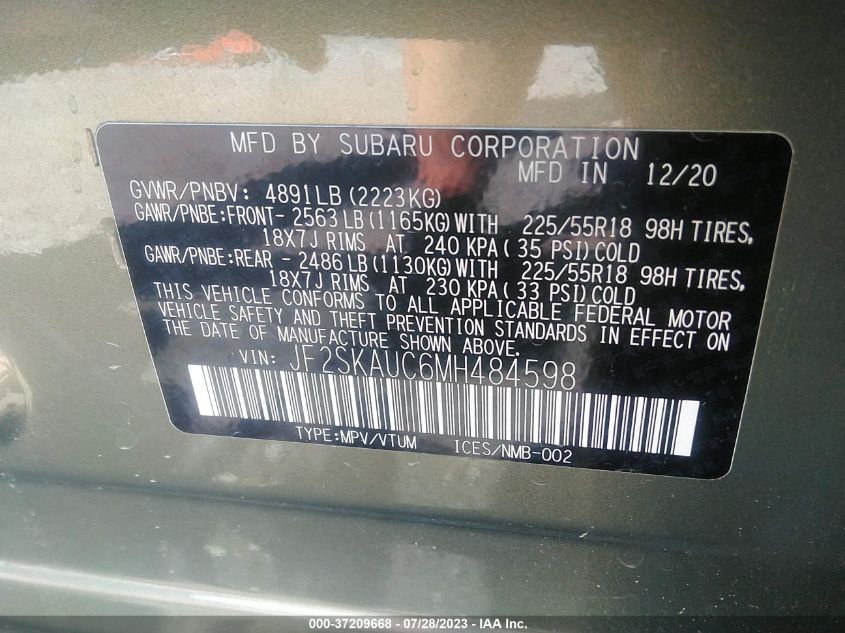 MFD BY SUBARU CORPORATION
MFD IN 12/20
GVWR/PNBV: 4891LB (2223KG)
GAWR/PNBE:FRONT- 2563 LB (1165KG) WITH 225/55R18 98H TIRES,
18X7J RIMS AT 240 KPA ( 35 PSI) COLD
GAWR/PNBE:REAR - 2486 LB (1130KG) WITH 225/55R18 98H TIRES,
18X7J RIMS AT 230 KPA ( 33 PSI) COLD
THIS VEHICLE CONFORMS TO ALL APPLICABLE FEDERAL MOTOR
VEHICLE SAFETY AND THEFT PREVENTION STANDARDS IN EFFECT ON
THE DATE OF MANUFACTURE SHOWN ABOVE.
VIN: JF2SKAUC6MH484598
TYPE:MPV/VTUM ICES/NMB-002
000-37209668 / 07/28/2023 - IAA Inc.